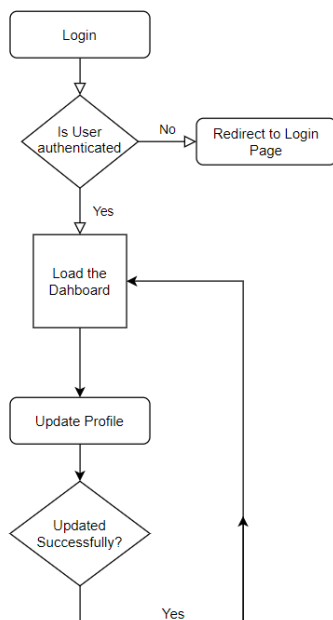 Login
Is User
authenticated
No
Redirect to Login
Page
Yes
Load the
Dahboard
Update Profile
Updated
Successfully?
Yes